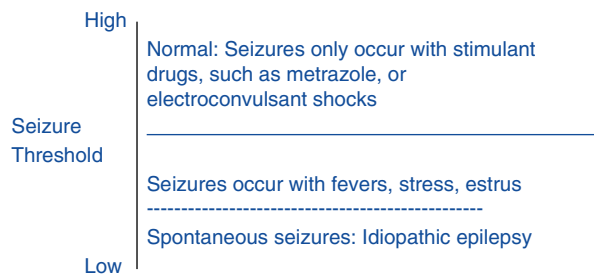 High
Normal: Seizures only occur with stimulant
drugs, such as metrazole, or
electroconvulsant shocks
Seizure
Threshold
Seizures occur with fevers, stress, estrus
Spontaneous seizures: Idiopathic epilepsy
Low